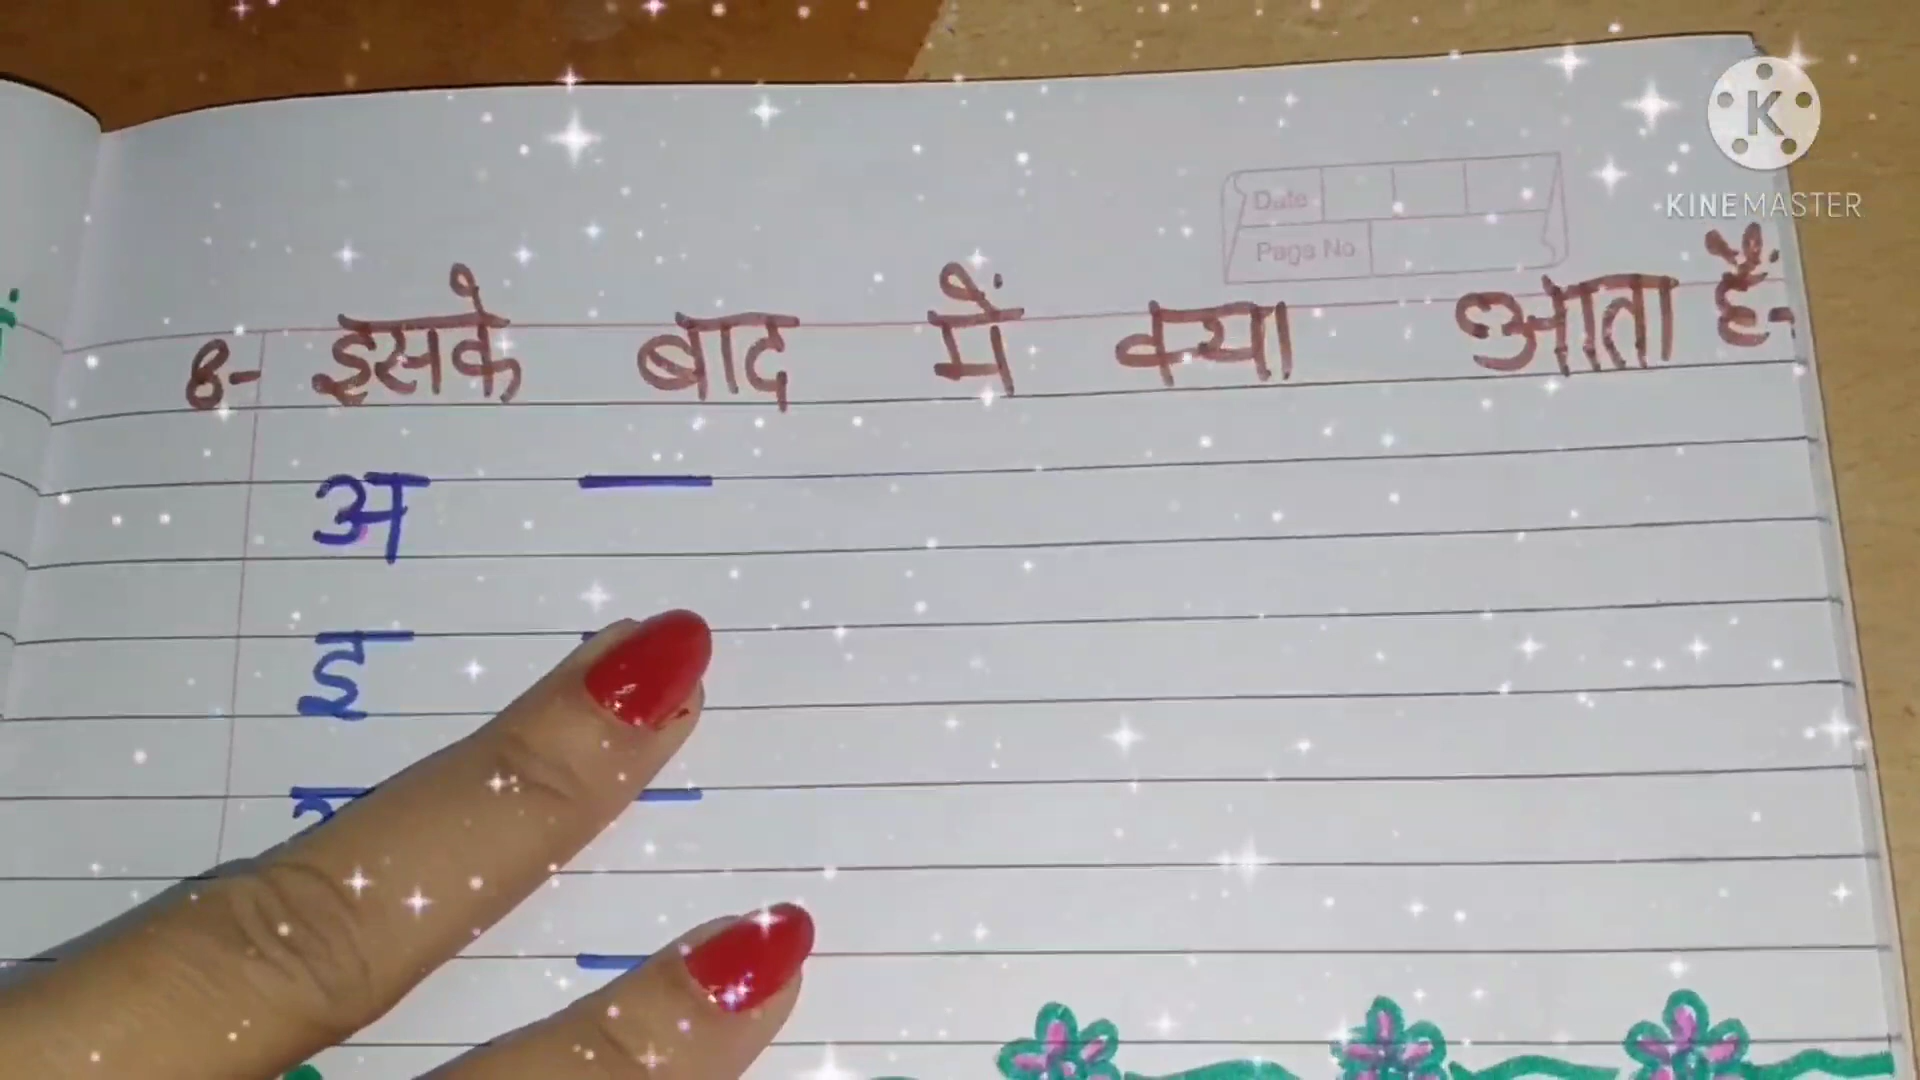 KINEMASTER
Date
Page No
8- इसके बाद में क्या आता है-
अ
इ